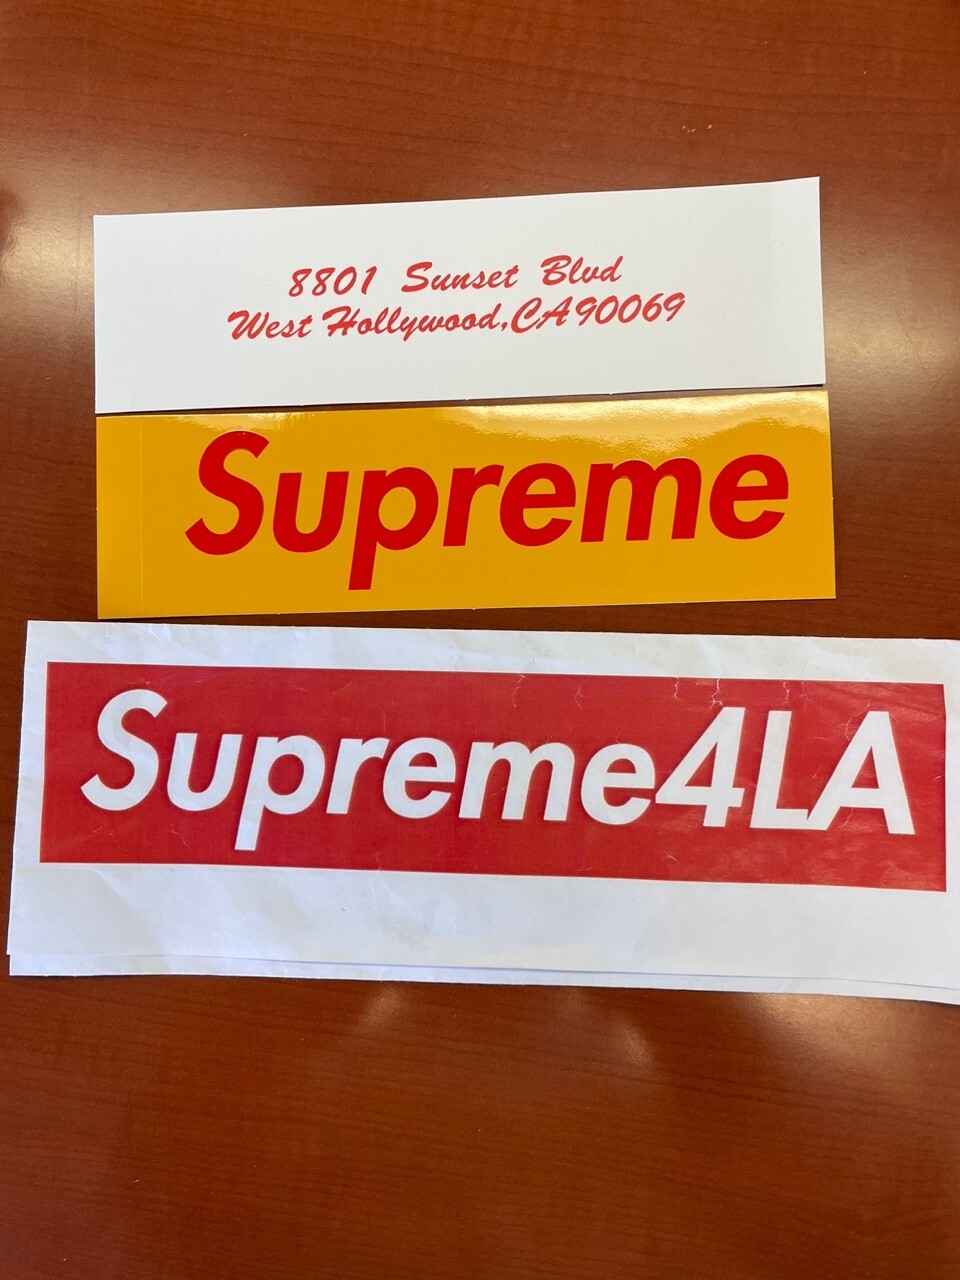 8801 Sunset Blvd
West Hollywood, CA 90069
Supreme
Supreme4LA